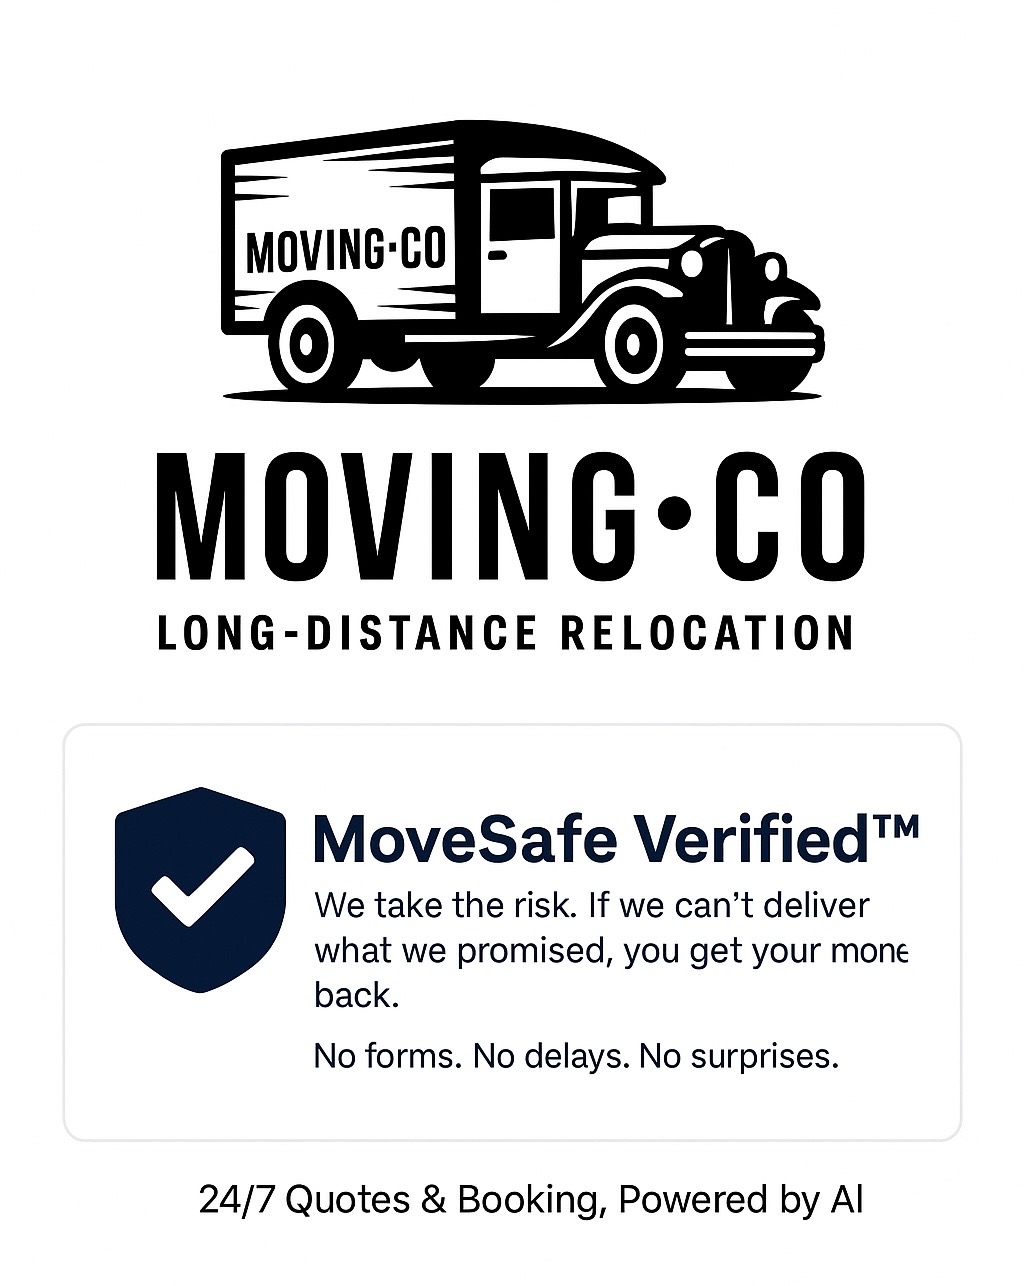 MOVING·CO
MOVING·CO
LONG-DISTANCE RELOCATION
MoveSafe Verified™
We take the risk. If we can’t deliver
what we promised, you get your mone
back.
No forms. No delays. No surprises.
24/7 Quotes & Booking, Powered by AI